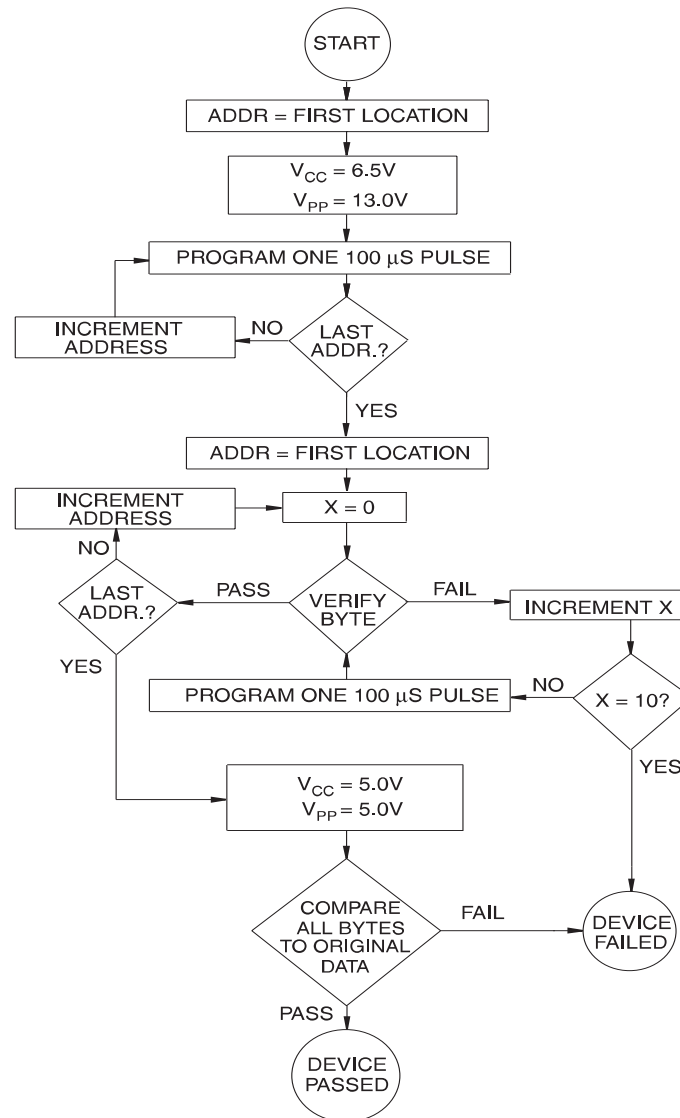 START
ADDR = FIRST LOCATION
V_CC = 6.5V
V_PP = 13.0V
PROGRAM ONE 100 μS PULSE
INCREMENT
ADDRESS
NO
LAST
ADDR.?
YES
ADDR = FIRST LOCATION
INCREMENT
ADDRESS
X = 0
NO
LAST
ADDR.?
PASS
VERIFY
BYTE
FAIL
INCREMENT X
YES
PROGRAM ONE 100 μS PULSE
NO
X = 10?
YES
V_CC = 5.0V
V_PP = 5.0V
COMPARE
ALL BYTES
TO ORIGINAL
DATA
FAIL
DEVICE
FAILED
PASS
DEVICE
PASSED